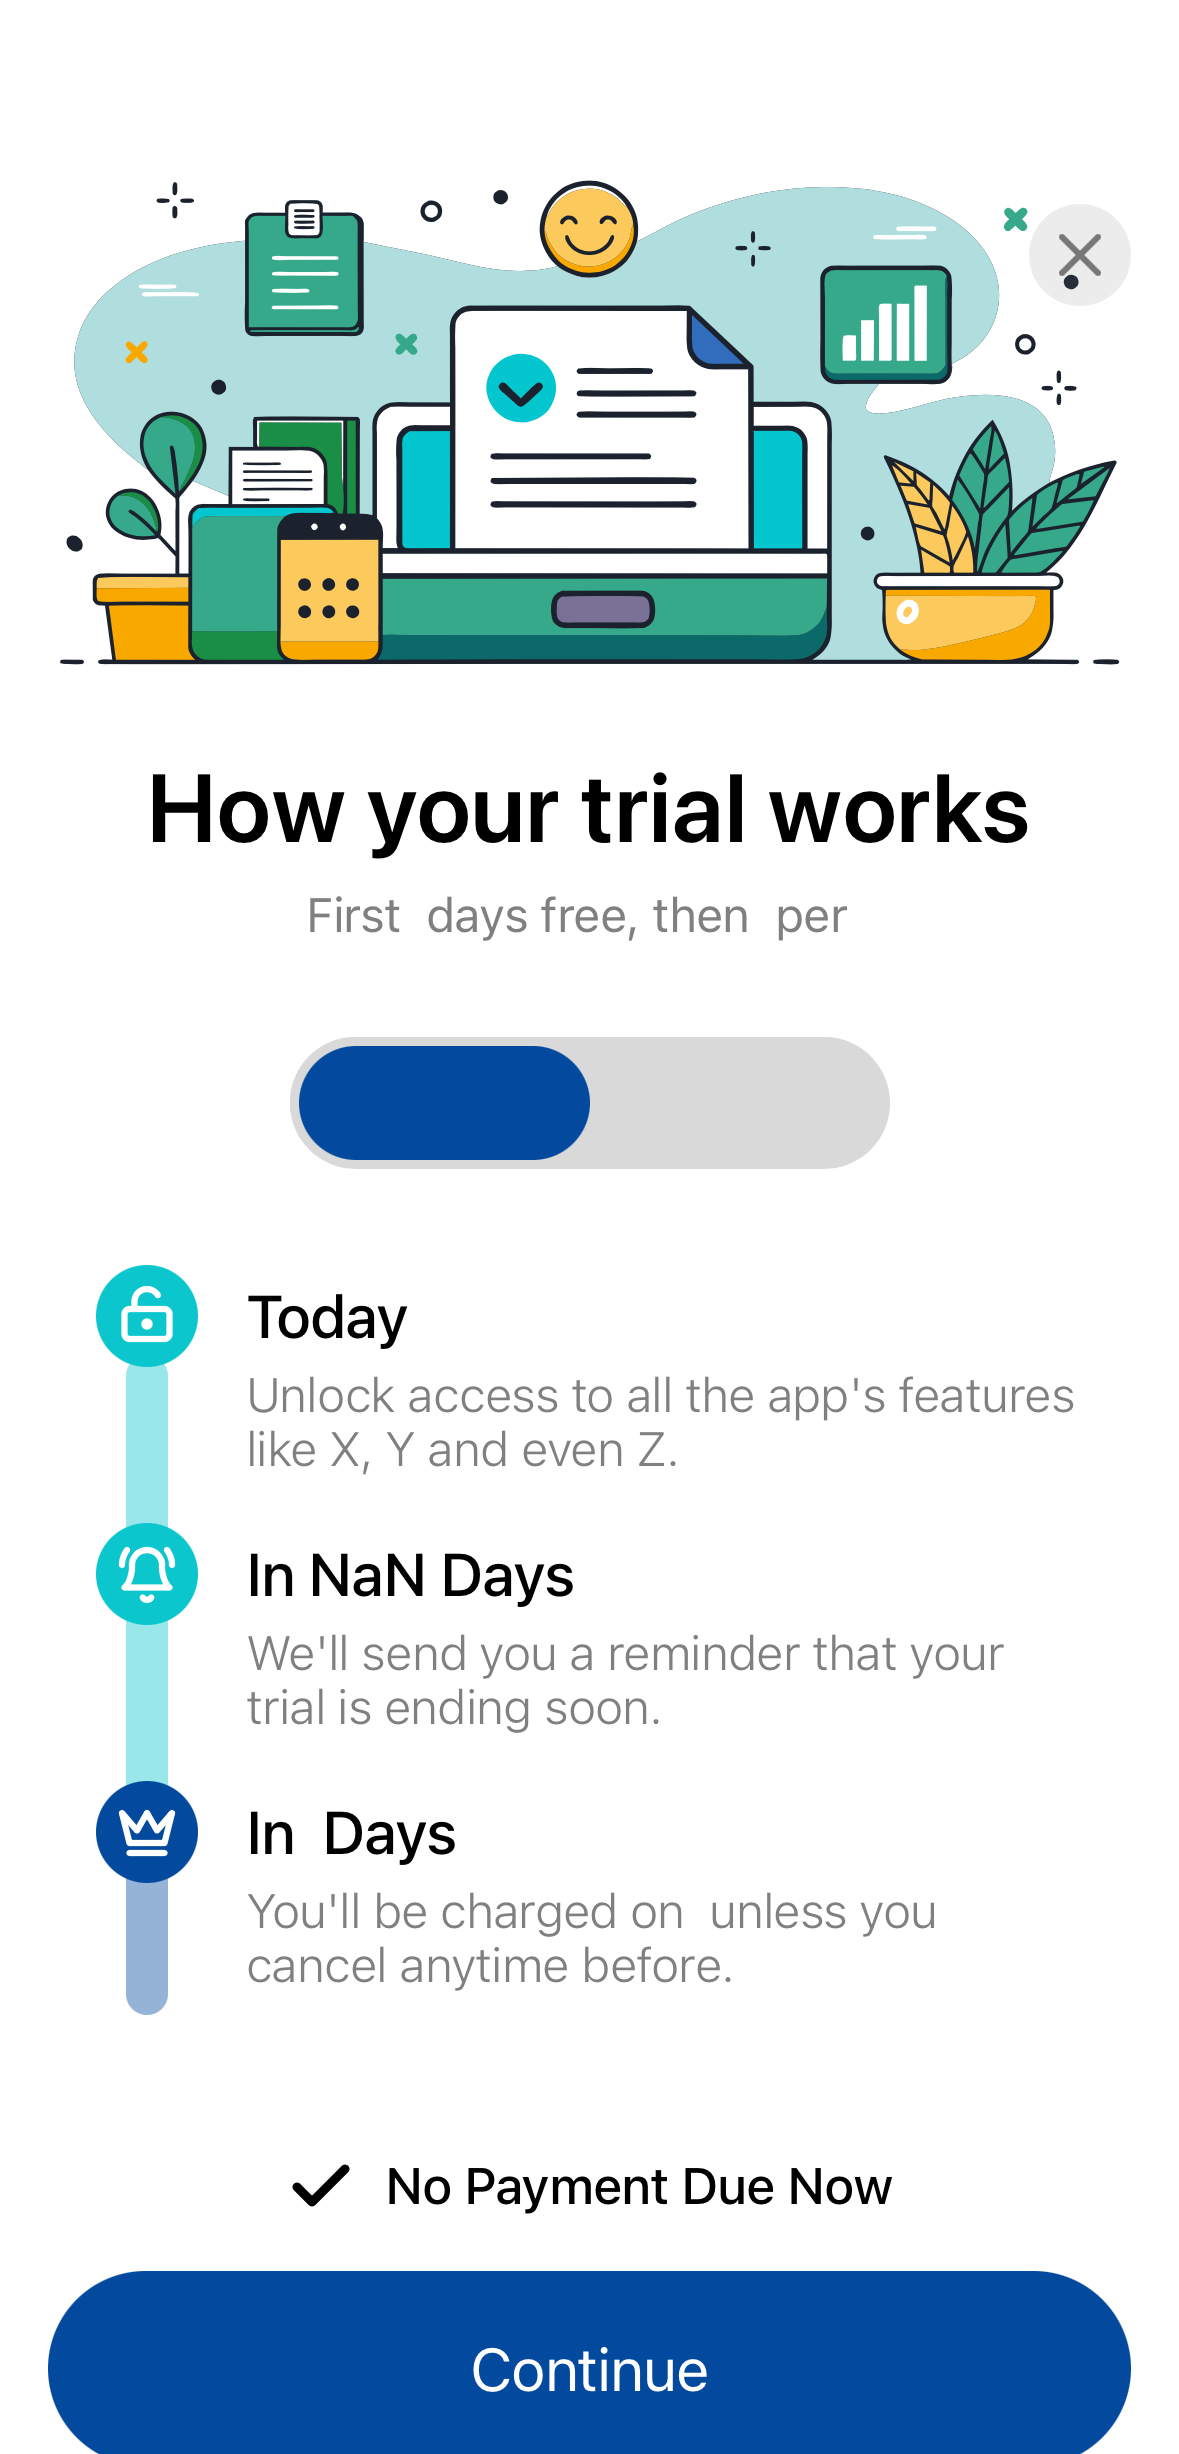 How your trial works
First  days free, then  per
Today
Unlock access to all the app's features
like X, Y and even Z.
In NaN Days
We'll send you a reminder that your
trial is ending soon.
In  Days
You'll be charged on  unless you
cancel anytime before.
No Payment Due Now
Continue